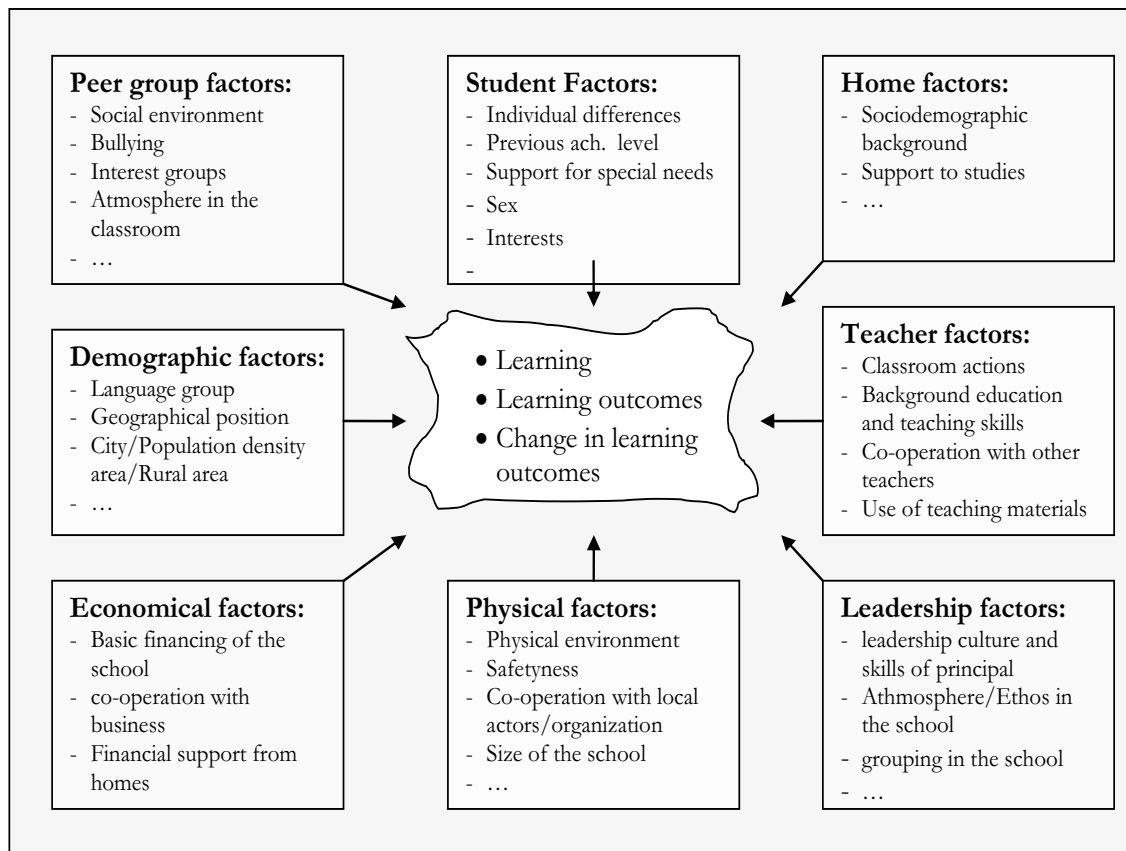 Peer group factors:
- Social environment
- Bullying
- Interest groups
- Atmosphere in the
classroom
- …
Student Factors:
- Individual differences
- Previous ach. level
- Support for special needs
- Sex
- Interests
-
Home factors:
- Sociodemographic
background
- Support to studies
- …
Demographic factors:
- Language group
- Geographical position
- City/Population density
area/Rural area
- …
• Learning
• Learning outcomes
• Change in learning
outcomes
Teacher factors:
- Classroom actions
- Background education
and teaching skills
- Co-operation with other
teachers
- Use of teaching materials
Economical factors:
- Basic financing of the
school
- co-operation with
business
- Financial support from
homes
Physical factors:
- Physical environment
- Safetyness
- Co-operation with local
actors/organization
- Size of the school
- …
Leadership factors:
- leadership culture and
skills of principal
- Athmosphere/Ethos in
the school
- grouping in the school
- …